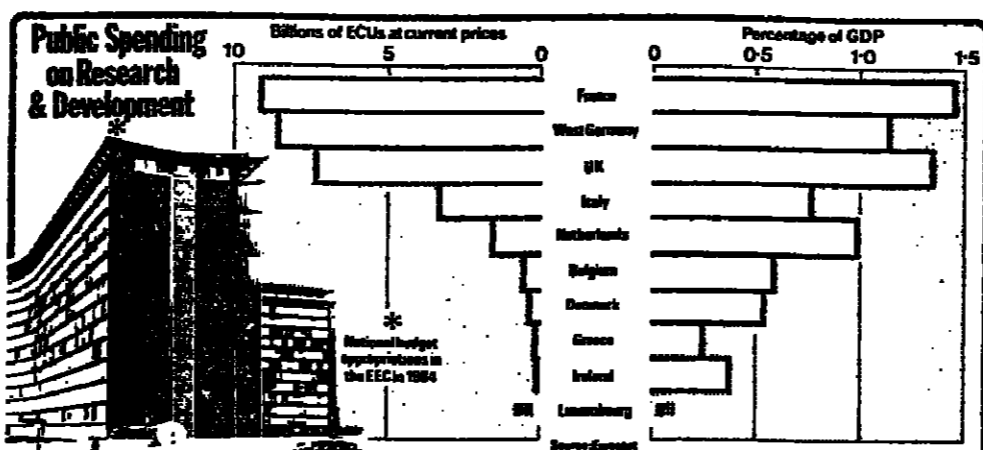 Public Spending
on Research
& Development
*
Billions of ECUs at current prices
10 5 0
Percentage of GDP
0 0·5 1·0 1·5
France
West Germany
UK
Italy
Netherlands
Belgium
Denmark
Greece
Ireland
Luxembourg
*
National budget
appropriations in
the EEC in 1984
nil nil